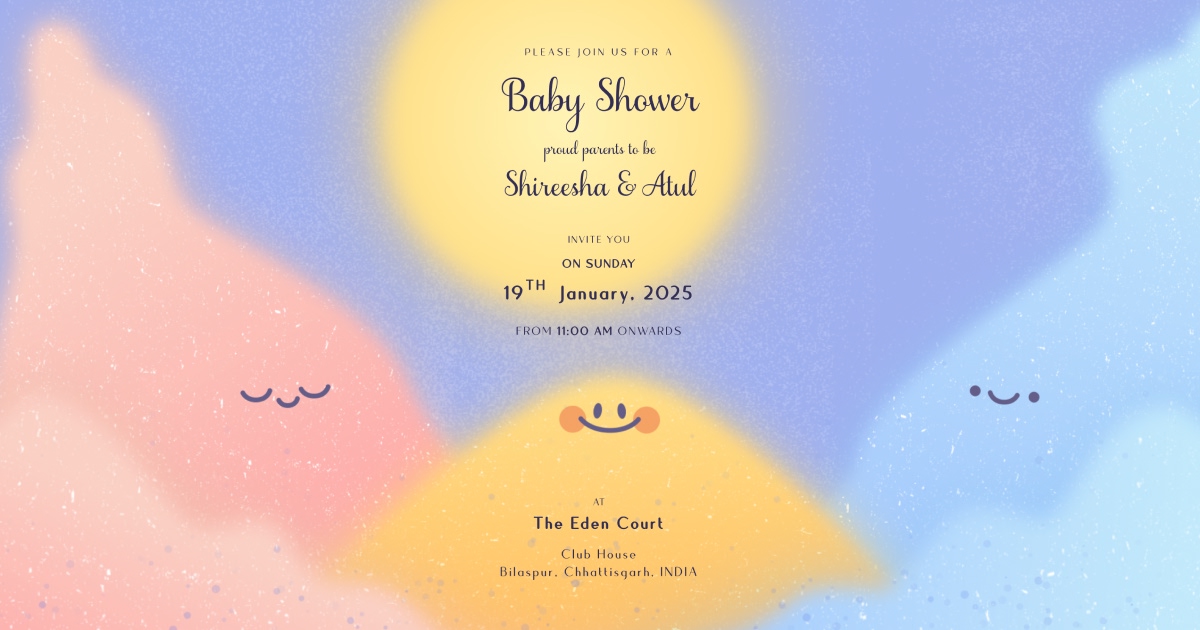 PLEASE JOIN US FOR A
Baby Shower
proud parents to be
Shireesha & Atul
INVITE YOU
ON SUNDAY
19TH January, 2025
FROM 11:00 AM ONWARDS
AT
The Eden Court
Club House
Bilaspur, Chhattisgarh, INDIA